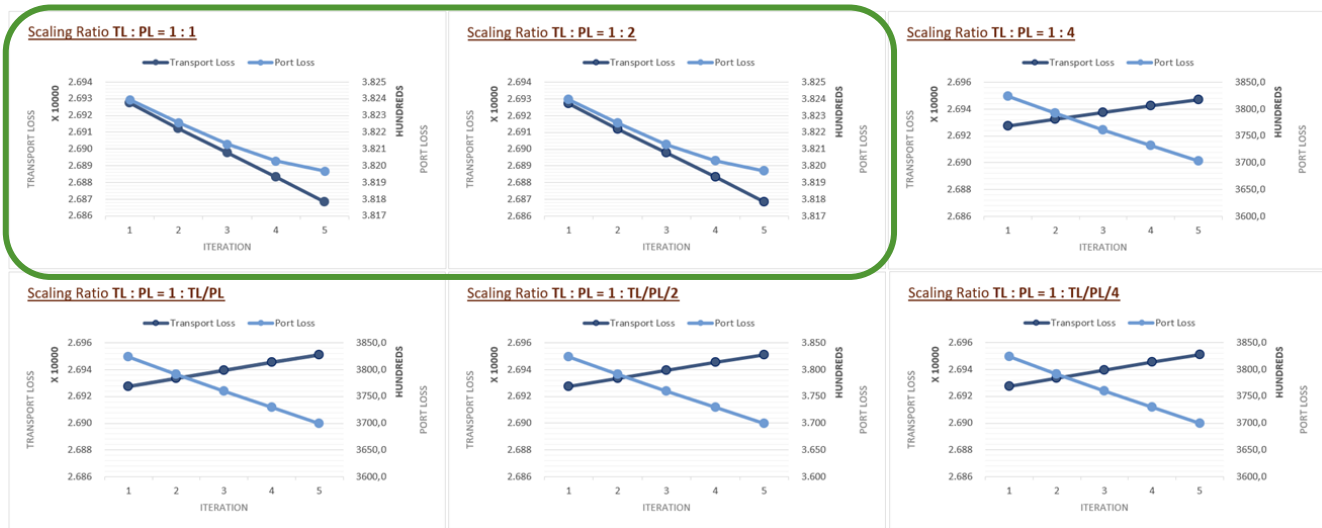 Scaling Ratio TL : PL = 1 : 1
Transport Loss Port Loss
TRANSPORT LOSS
X 10000
2.694
2.693
2.692
2.691
2.690
2.689
2.688
2.687
2.686
3.825
3.824
3.823
3.822
3.821
3.820
3.819
3.818
3.817
HUNDREDS
PORT LOSS
1 2 3 4 5
ITERATION
Scaling Ratio TL : PL = 1 : 2
Transport Loss Port Loss
TRANSPORT LOSS
X 10000
2.694
2.693
2.692
2.691
2.690
2.689
2.688
2.687
2.686
3.825
3.824
3.823
3.822
3.821
3.820
3.819
3.818
3.817
HUNDREDS
PORT LOSS
1 2 3 4 5
ITERATION
Scaling Ratio TL : PL = 1 : 4
Transport Loss Port Loss
TRANSPORT LOSS
X 10000
2.696
2.694
2.692
2.690
2.688
2.686
3850,0
3800,0
3750,0
3700,0
3650,0
3600,0
HUNDREDS
PORT LOSS
1 2 3 4 5
ITERATION
Scaling Ratio TL : PL = 1 : TL/PL
Transport Loss Port Loss
TRANSPORT LOSS
X 10000
2.696
2.694
2.692
2.690
2.688
2.686
3850,0
3800,0
3750,0
3700,0
3650,0
3600,0
HUNDREDS
PORT LOSS
1 2 3 4 5
ITERATION
Scaling Ratio TL : PL = 1 : TL/PL/2
Transport Loss Port Loss
TRANSPORT LOSS
X 10000
2.696
2.694
2.692
2.690
2.688
2.686
3.850
3.800
3.750
3.700
3.650
3.600
HUNDREDS
PORT LOSS
1 2 3 4 5
ITERATION
Scaling Ratio TL : PL = 1 : TL/PL/4
Transport Loss Port Loss
TRANSPORT LOSS
X 10000
2.696
2.694
2.692
2.690
2.688
2.686
3850,0
3800,0
3750,0
3700,0
3650,0
3600,0
HUNDREDS
PORT LOSS
1 2 3 4 5
ITERATION